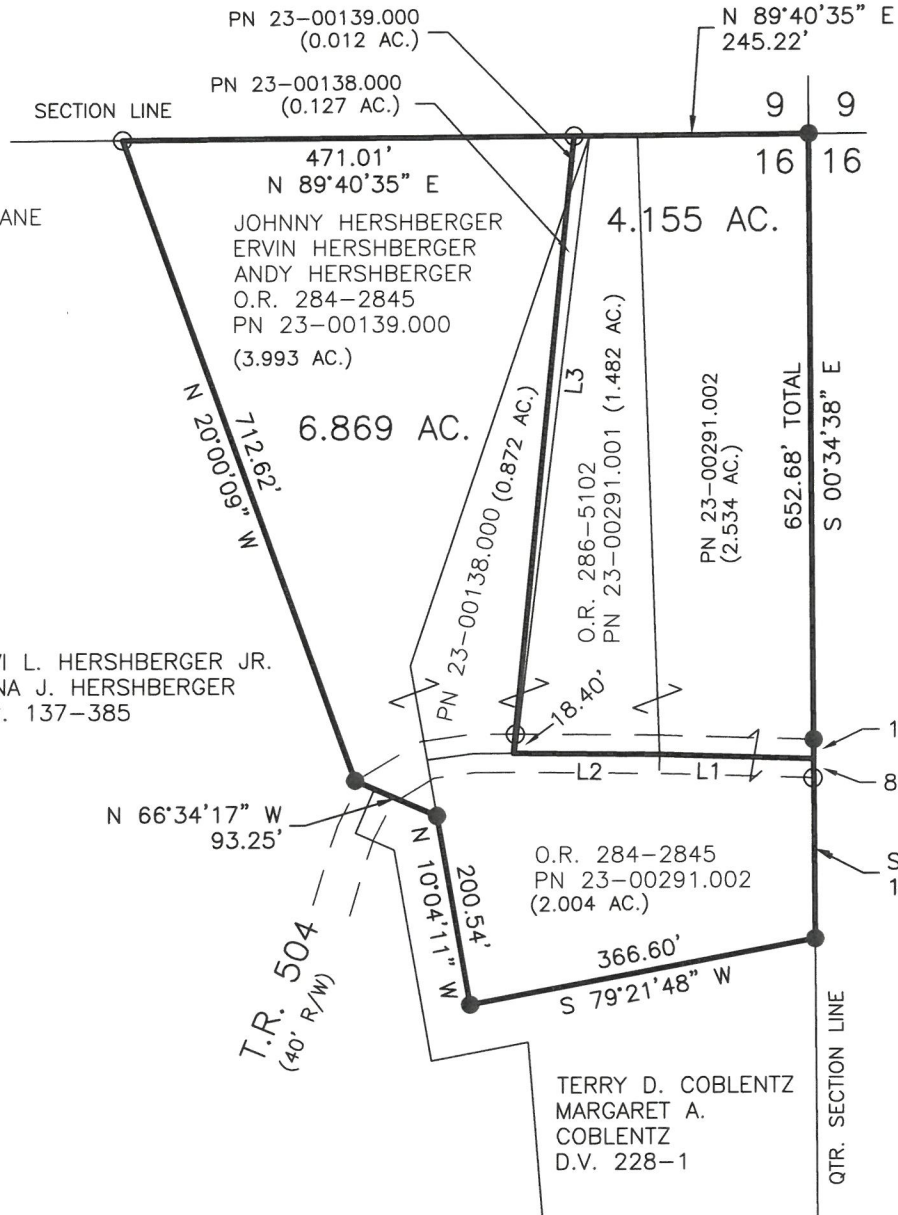 PN 23-00139.000
(0.012 AC.)
N 89°40'35" E
245.22'
PN 23-00138.000
(0.127 AC.)
SECTION LINE
9 9
16 16
471.01'
N 89°40'35" E
ANE
JOHNNY HERSHBERGER
ERVIN HERSHBERGER
ANDY HERSHBERGER
O.R. 284-2845
PN 23-00139.000
(3.993 AC.)
4.155 AC.
6.869 AC.
712.62'
N 20°00'09" W
PN 23-00138.000 (0.872 AC.)
L3
O.R. 286-5102
PN 23-00291.001 (1.482 AC.)
PN 23-00291.002
(2.534 AC.)
652.68' TOTAL
S 00°34'38" E
L. HERSHBERGER JR.
NA J. HERSHBERGER
. 137-385
18.40'
1
L2
L1
8
N 66°34'17" W
93.25'
S
1
200.54'
N 10°04'11" W
O.R. 284-2845
PN 23-00291.002
(2.004 AC.)
366.60'
S 79°21'48" W
T.R. 504
(40' R/W)
TERRY D. COBLENTZ
MARGARET A.
COBLENTZ
D.V. 228-1
QTR. SECTION LINE